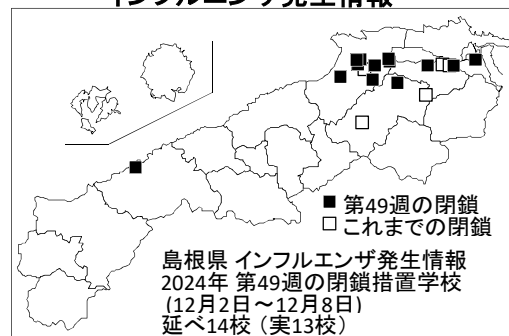 インフルエンザ発生情報
■ 第49週の閉鎖
□ これまでの閉鎖
島根県 インフルエンザ発生情報
2024年 第49週の閉鎖措置学校
(12月2日～12月8日)
延べ14校（実13校）